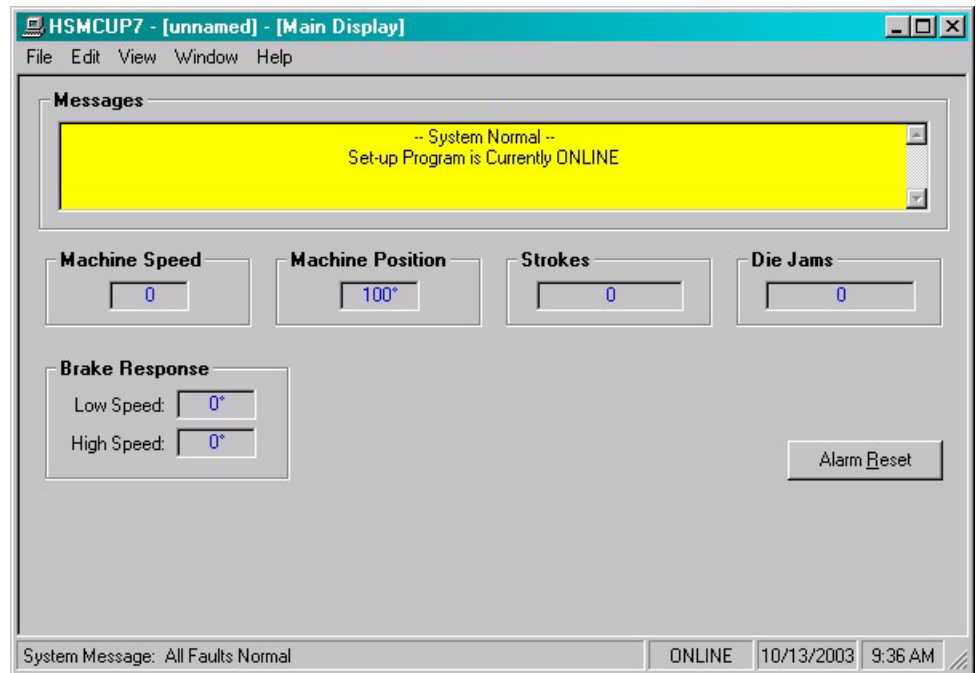 HSMCUP7 - [unnamed] - [Main Display]
File Edit View Window Help
Messages
-- System Normal --
Set-up Program is Currently ONLINE
Machine Speed
0
Machine Position
100°
Strokes
0
Die Jams
0
Brake Response
Low Speed: 0°
High Speed: 0°
Alarm Reset
System Message: All Faults Normal ONLINE 10/13/2003 9:36 AM